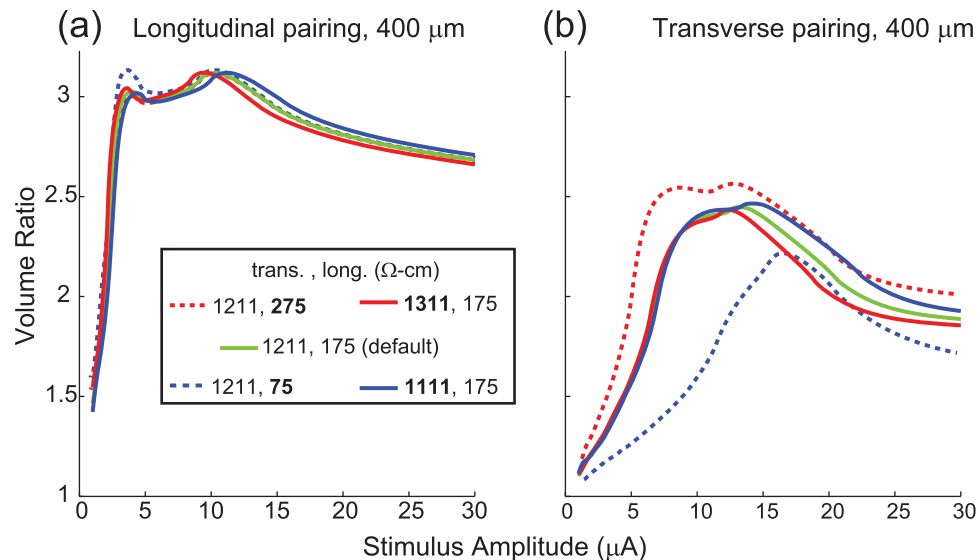 (a) Longitudinal pairing, 400 μm
(b) Transverse pairing, 400 μm
Volume Ratio
3
2.5
2
1.5
1
trans. , long. (Ω-cm)
1211, 275
1311, 175
1211, 175 (default)
1211, 75
1111, 175
0 5 10 15 20 25 30
0 5 10 15 20 25 30
Stimulus Amplitude (μA)